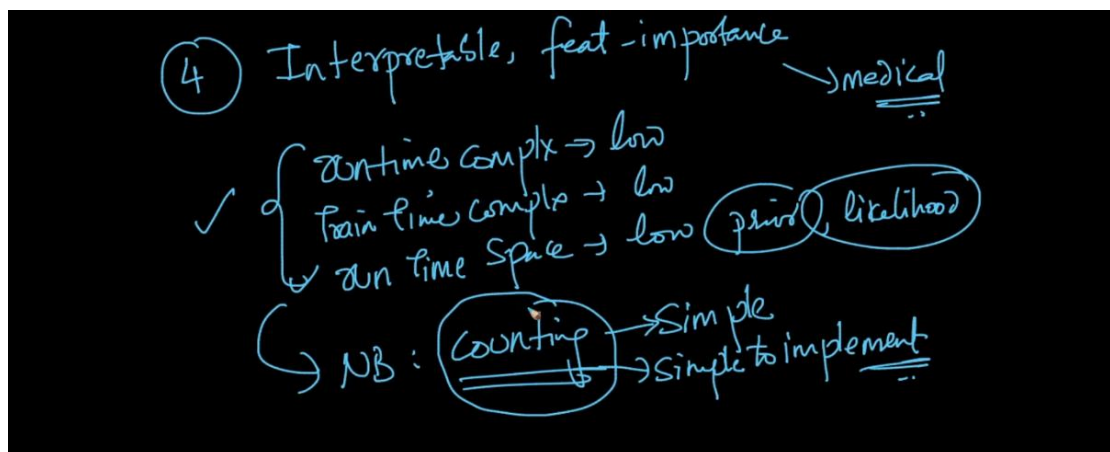 4 Interpretable, feat-importance
→ medical
runtime complx → low
Train time complx → low
run time space → low prior, likelihood
→ NB : counting → Simple
→ Simple to implement